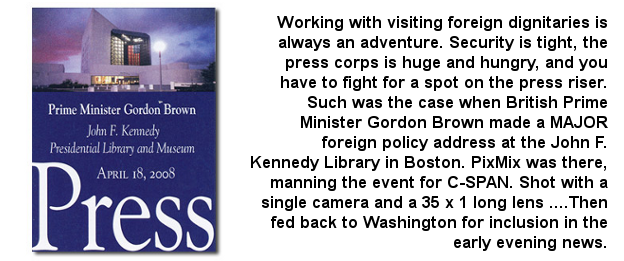 Prime Minister Gordon Brown
John F. Kennedy
Presidential Library and Museum
APRIL 18, 2008
Press
Working with visiting foreign dignitaries is
always an adventure. Security is tight, the
press corps is huge and hungry, and you
have to fight for a spot on the press riser.
Such was the case when British Prime
Minister Gordon Brown made a MAJOR
foreign policy address at the John F.
Kennedy Library in Boston. PixMix was there,
manning the event for C-SPAN. Shot with a
single camera and a 35 x 1 long lens ....Then
fed back to Washington for inclusion in the
early evening news.